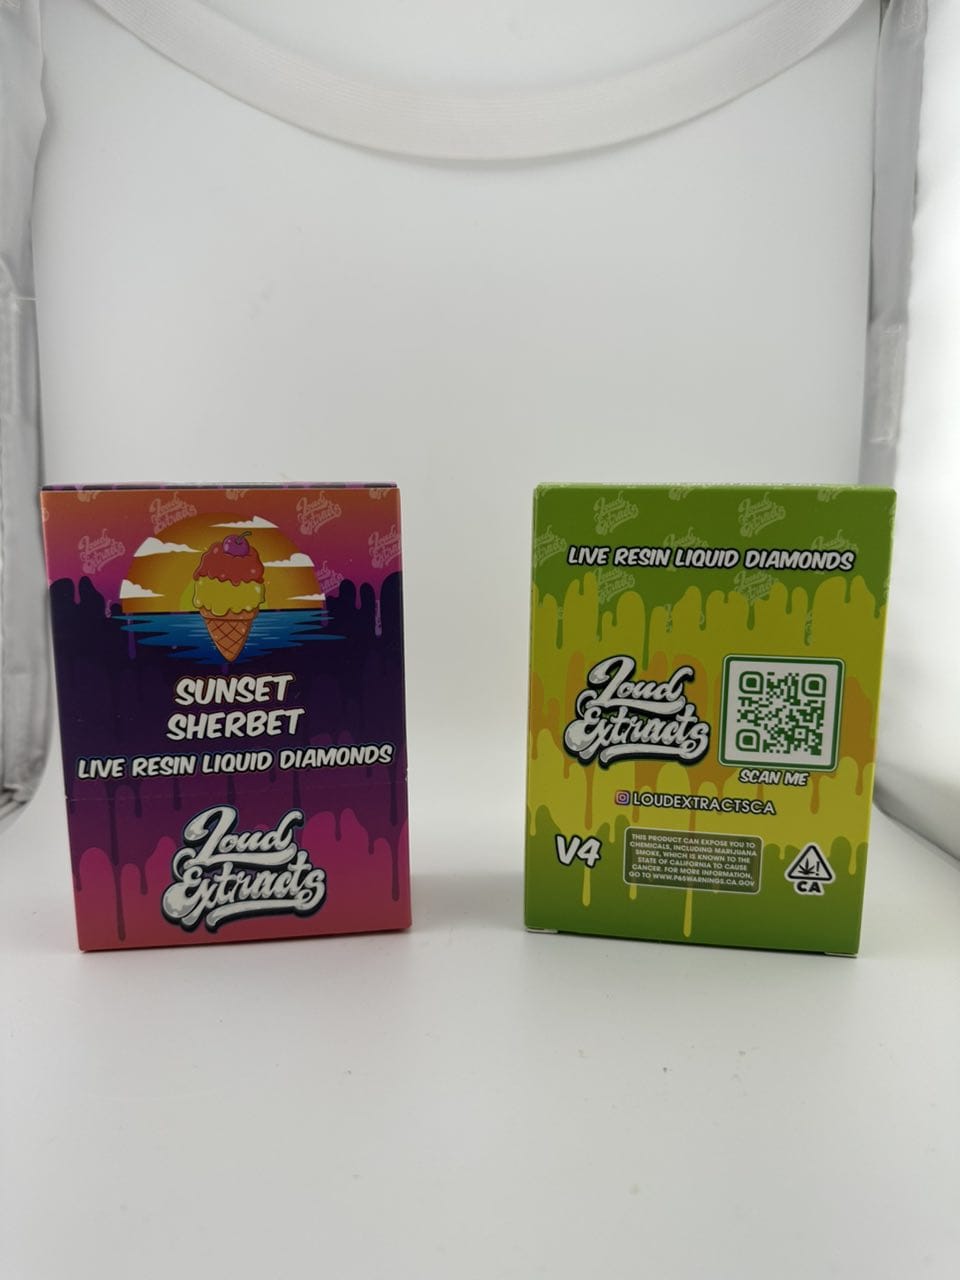 SUNSET
SHERBET
LIVE RESIN LIQUID DIAMONDS
Loud
Extracts
LIVE RESIN LIQUID DIAMONDS
Loud
Extracts
SCAN ME
LOUDEXTRACTSCA
V4
THIS PRODUCT CAN EXPOSE YOU TO
CHEMICALS, INCLUDING MARIJUANA
SMOKE, WHICH IS KNOWN TO THE
STATE OF CALIFORNIA TO CAUSE
CANCER. FOR MORE INFORMATION,
GO TO WWW.P65WARNINGS.CA.GOV
CA